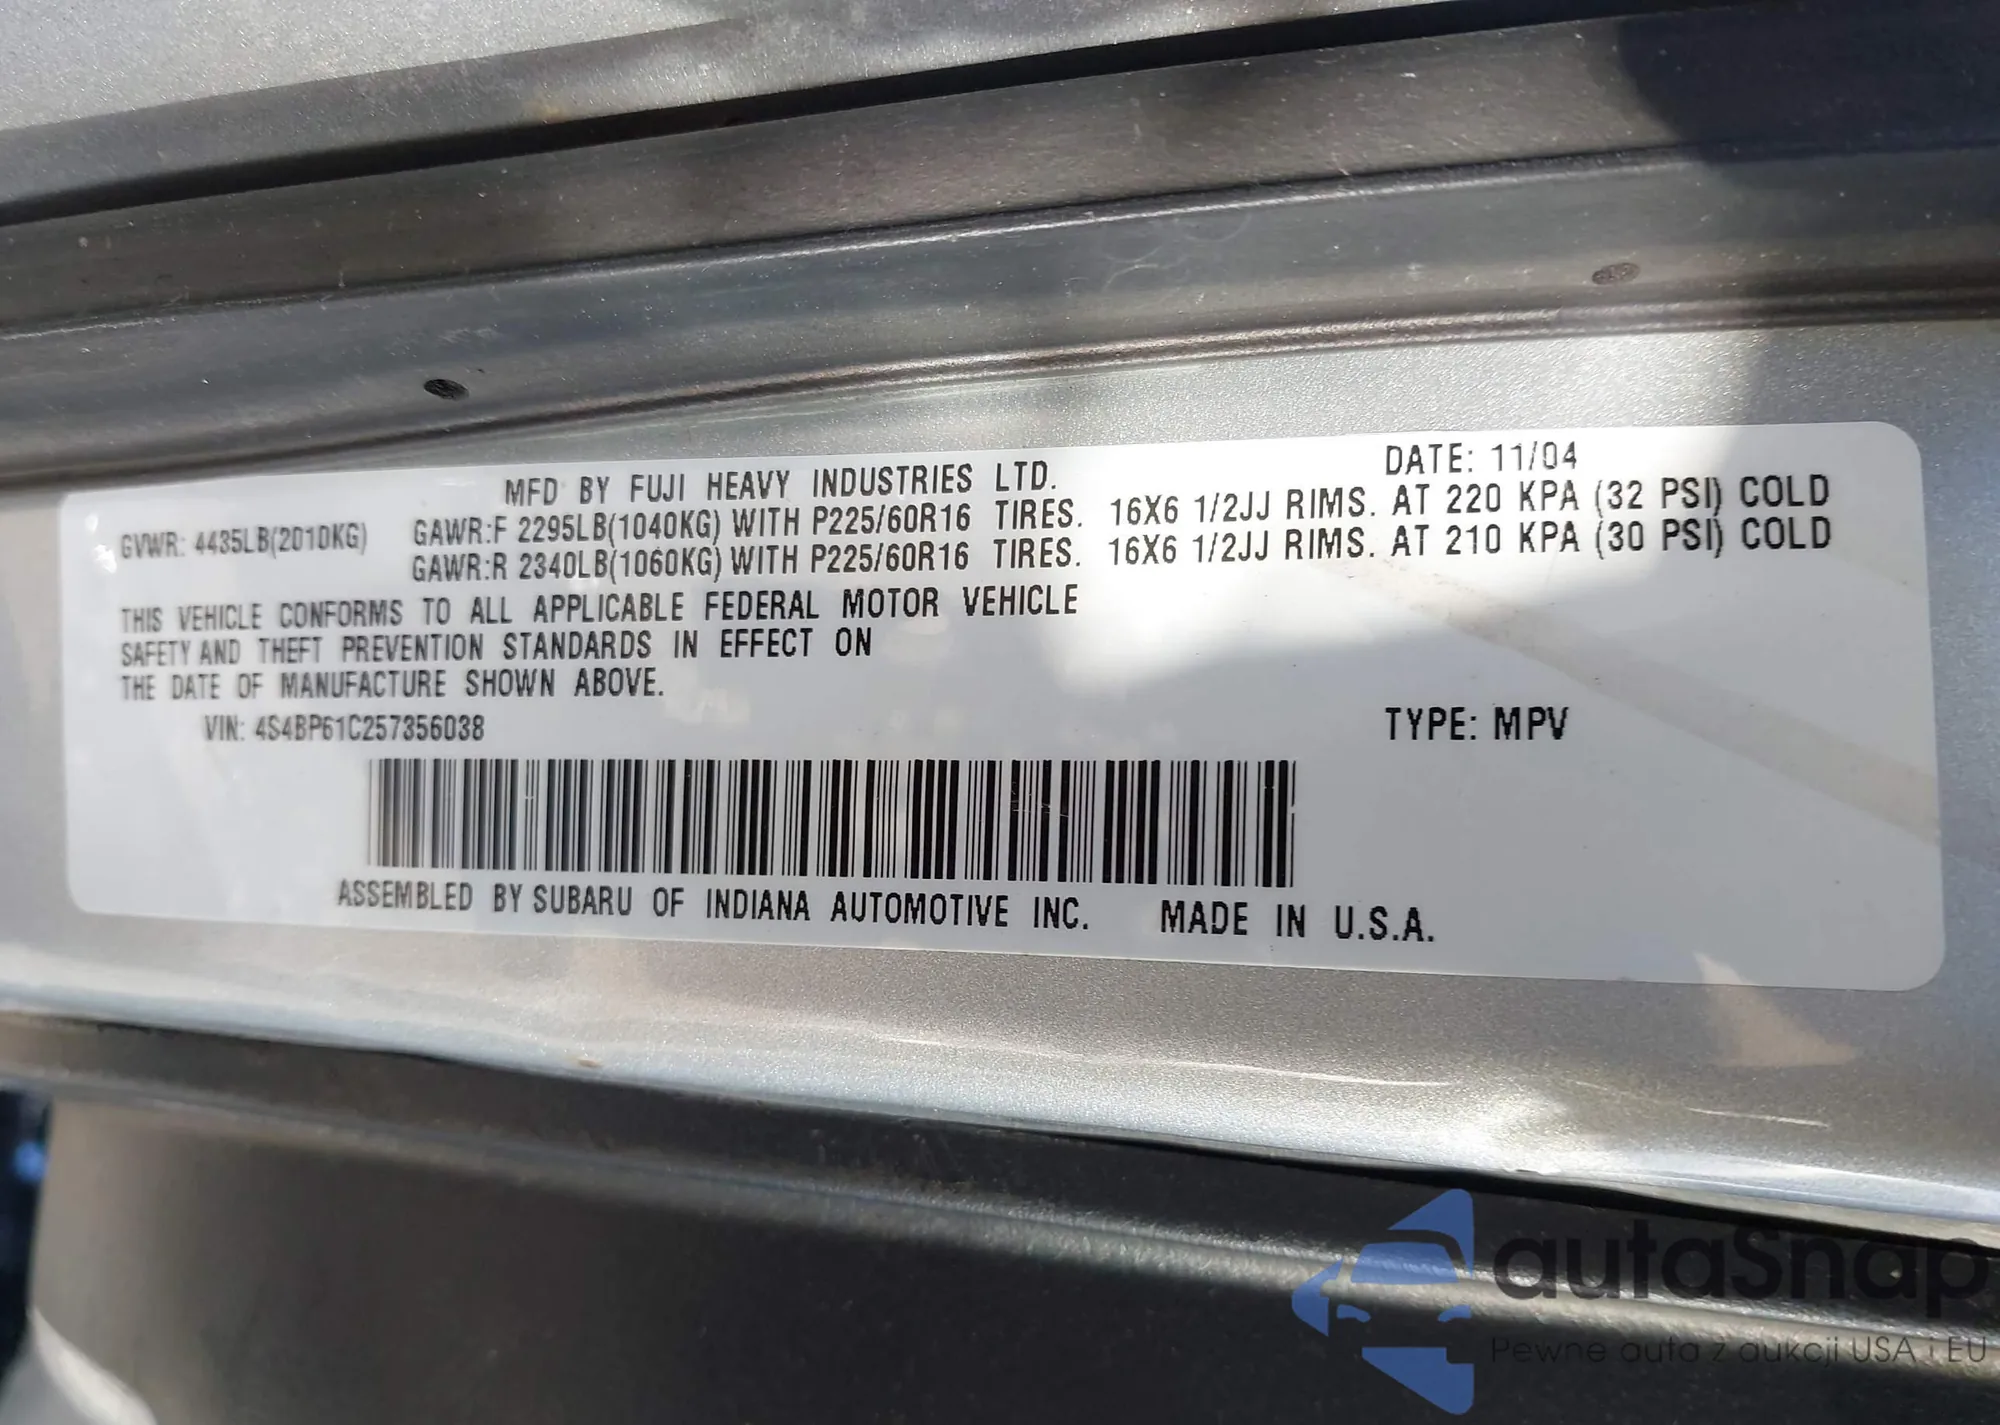 MFD BY FUJI HEAVY INDUSTRIES LTD. DATE: 11/04
GVWR: 4435LB(2010KG) GAWR:F 2295LB(1040KG) WITH P225/60R16 TIRES. 16X6 1/2JJ RIMS. AT 220 KPA (32 PSI) COLD
GAWR:R 2340LB(1060KG) WITH P225/60R16 TIRES. 16X6 1/2JJ RIMS. AT 210 KPA (30 PSI) COLD
THIS VEHICLE CONFORMS TO ALL APPLICABLE FEDERAL MOTOR VEHICLE
SAFETY AND THEFT PREVENTION STANDARDS IN EFFECT ON
THE DATE OF MANUFACTURE SHOWN ABOVE.
VIN: 4S4BP61C257356038 TYPE: MPV
ASSEMBLED BY SUBARU OF INDIANA AUTOMOTIVE INC. MADE IN U.S.A.
autaSnap
Pewne auta z aukcji USA i EU